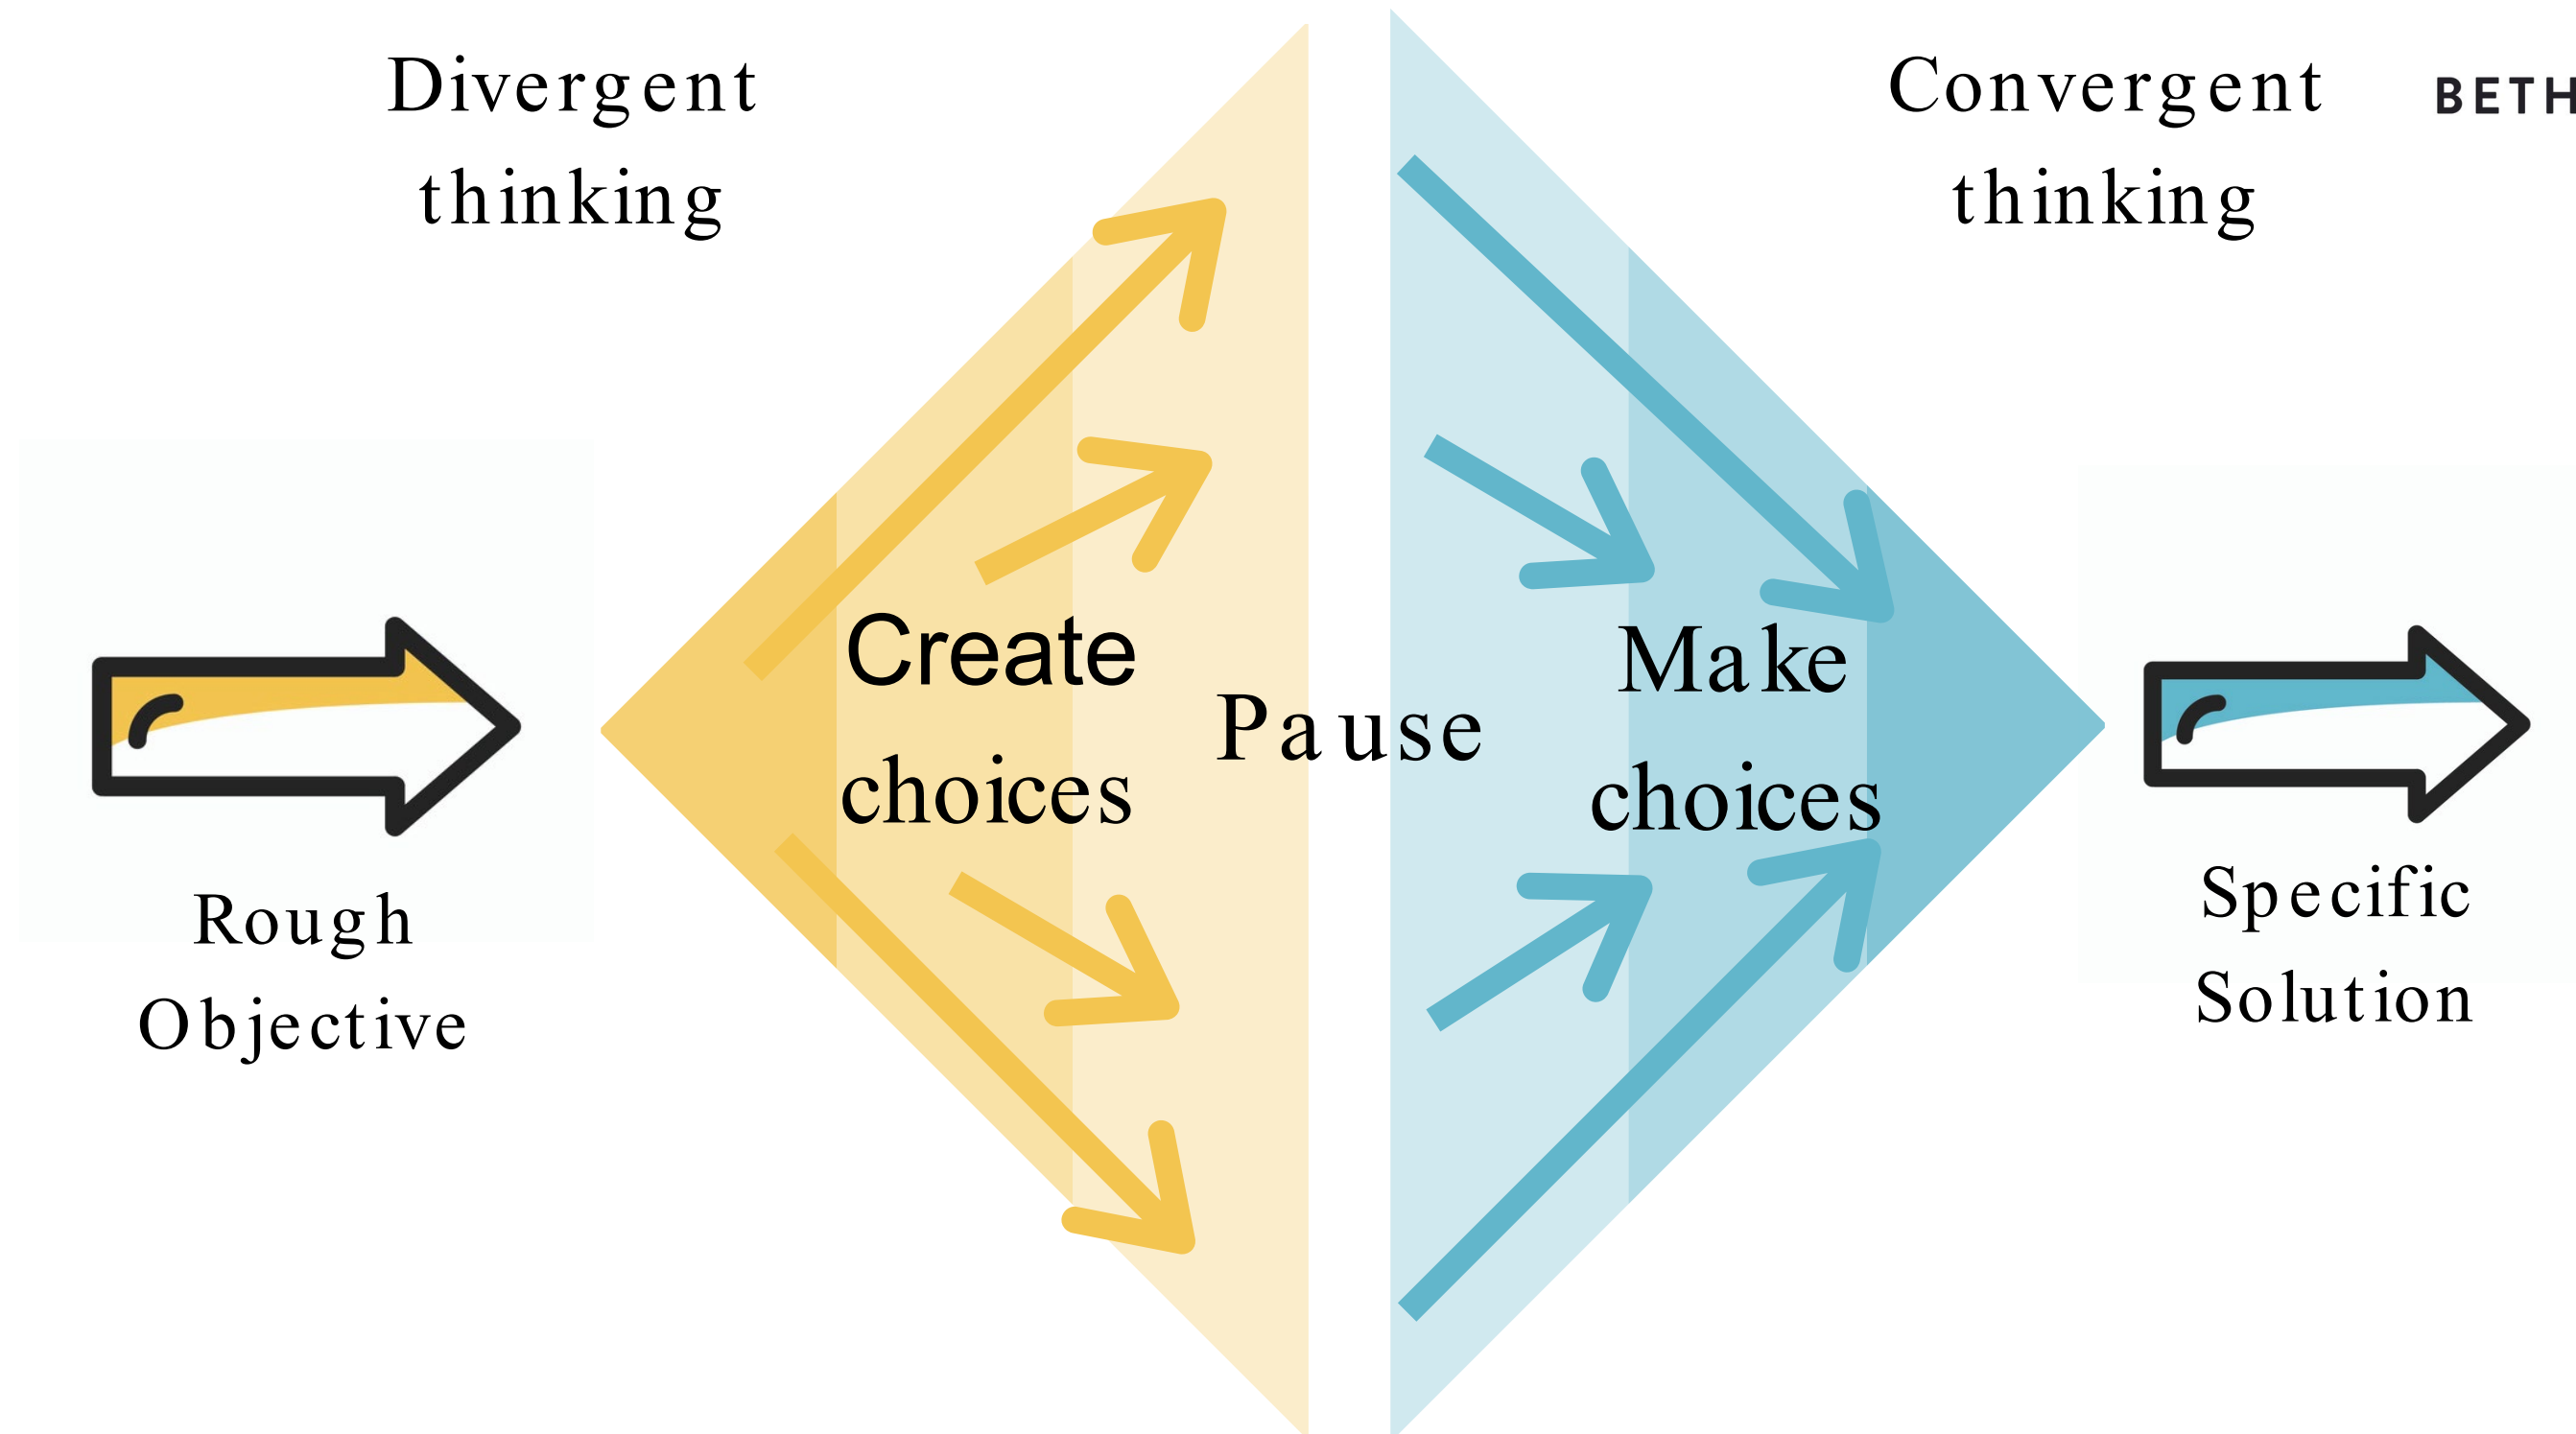 Divergent
thinking
Convergent
thinking
BETH
Create
choices
Pause
Make
choices
Rough
Objective
Specific
Solution